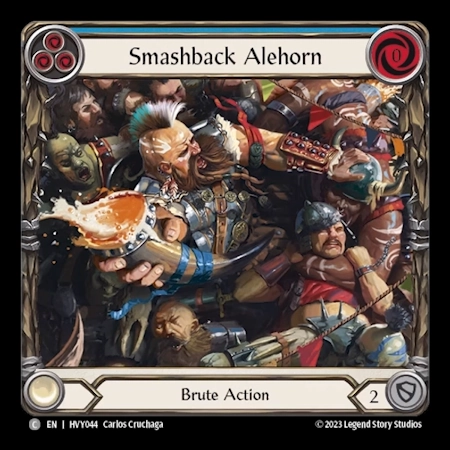 Smashback Alehorn
0
Brute Action
2
C EN | HVY044 Carlos Cruchaga
©2023 Legend Story Studios